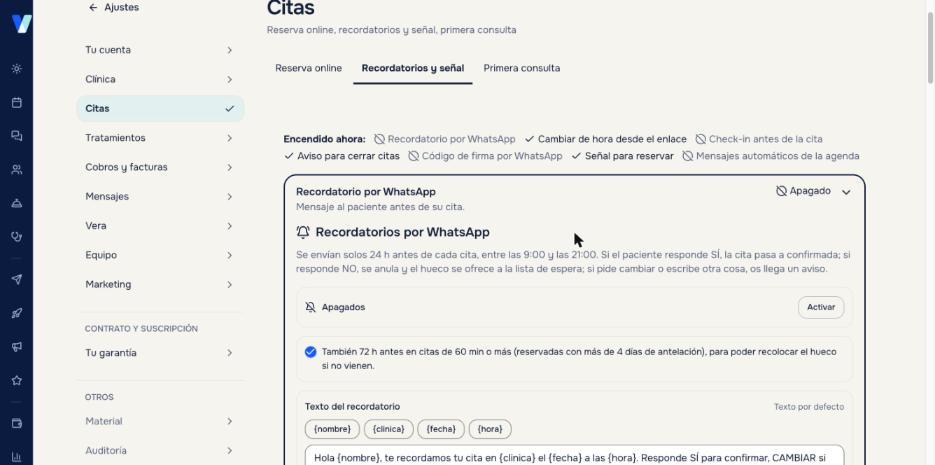 Ajustes
Tu cuenta
Clínica
Citas
Tratamientos
Cobros y facturas
Mensajes
Vera
Equipo
Marketing
CONTRATO Y SUSCRIPCIÓN
Tu garantía
OTROS
Material
Auditoría
Citas
Reserva online, recordatorios y señal, primera consulta
Reserva online Recordatorios y señal Primera consulta
Encendido ahora: Recordatorio por WhatsApp Cambiar de hora desde el enlace Check-in antes de la cita
Aviso para cerrar citas Código de firma por WhatsApp Señal para reservar Mensajes automáticos de la agenda
Recordatorio por WhatsApp Apagado
Mensaje al paciente antes de su cita.
Recordatorios por WhatsApp
Se envían solos 24 h antes de cada cita, entre las 9:00 y las 21:00. Si el paciente responde SÍ, la cita pasa a confirmada; si
responde NO, se anula y el hueco se ofrece a la lista de espera; si pide cambiar o escribe otra cosa, os llega un aviso.
Apagados Activar
También 72 h antes en citas de 60 min o más (reservadas con más de 4 días de antelación), para poder recolocar el hueco
si no vienen.
Texto del recordatorio Texto por defecto
{nombre} {clinica} {fecha} {hora}
Hola {nombre}, te recordamos tu cita en {clinica} el {fecha} a las {hora}. Responde SÍ para confirmar, CAMBIAR si